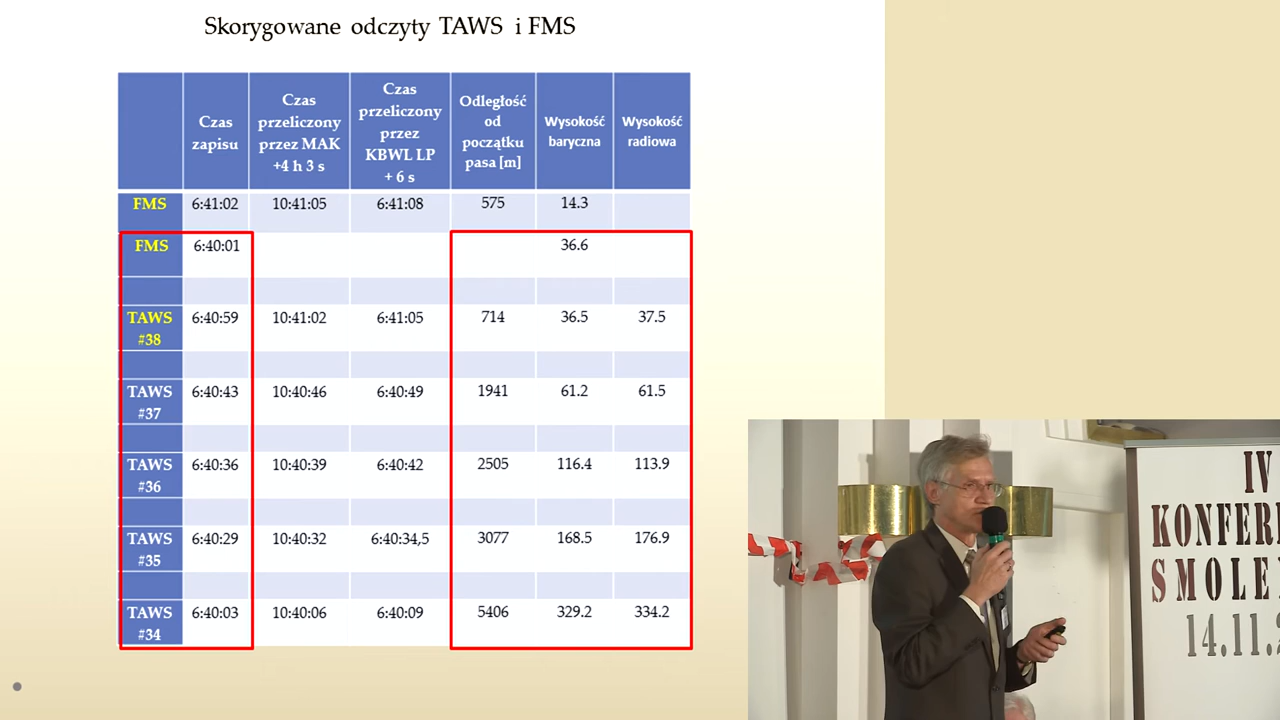 Skorygowane odczyty TAWS i FMS
Czas
zapisu
Czas
przeliczony
przez MAK
+4 h 3 s
Czas
przeliczony
przez
KBWL LP
+ 6 s
Odległość
od
początku
pasa [m]
Wysokość
baryczna
Wysokość
radiowa
FMS 6:41:02 10:41:05 6:41:08 575 14.3
FMS 6:40:01 36.6
TAWS
#38 6:40:59 10:41:02 6:41:05 714 36.5 37.5
TAWS
#37 6:40:43 10:40:46 6:40:49 1941 61.2 61.5
TAWS
#36 6:40:36 10:40:39 6:40:42 2505 116.4 113.9
TAWS
#35 6:40:29 10:40:32 6:40:34,5 3077 168.5 176.9
TAWS
#34 6:40:03 10:40:06 6:40:09 5406 329.2 334.2
IV
KONFERE
SMOLE
14.11.2